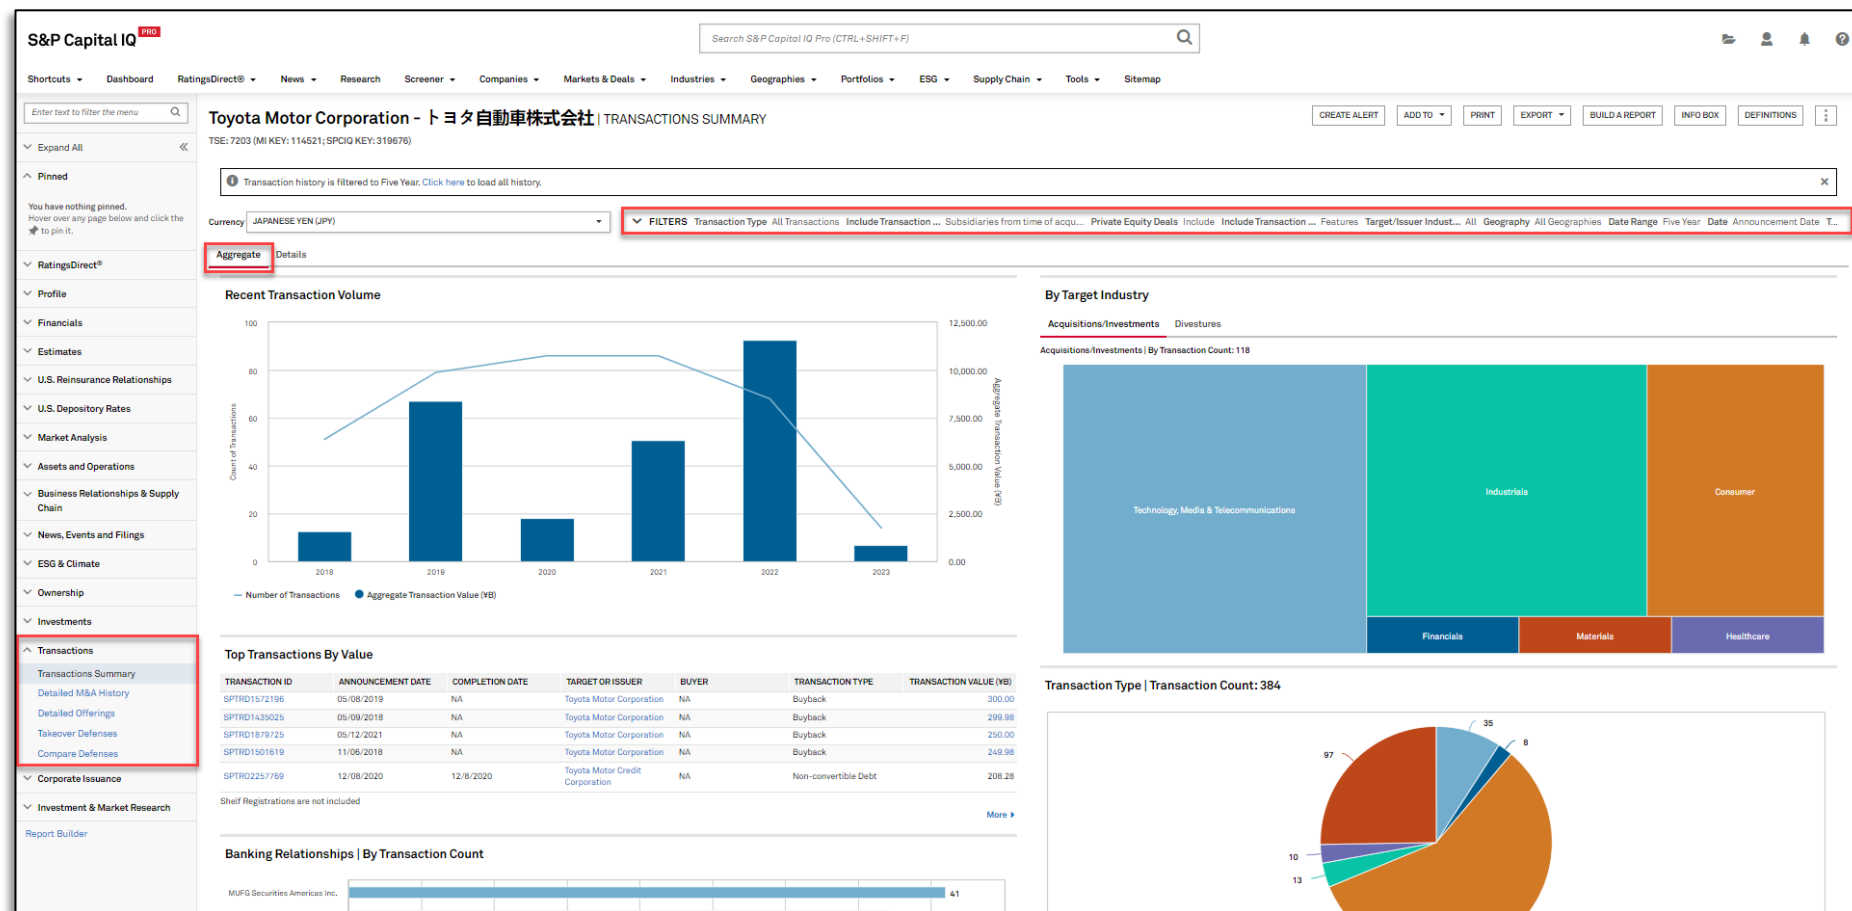 S&P Capital IQ PRO
Search S&P Capital IQ Pro (CTRL+SHIFT+F)
Shortcuts Dashboard RatingsDirect® News Research Screener Companies Markets & Deals Industries Geographies Portfolios ESG Supply Chain Tools Sitemap
Enter text to filter the menu
Expand All
Pinned
You have nothing pinned.
Hover over any page below and click the
to pin it.
RatingsDirect®
Profile
Financials
Estimates
U.S. Reinsurance Relationships
U.S. Depository Rates
Market Analysis
Assets and Operations
Business Relationships & Supply
Chain
News, Events and Filings
ESG & Climate
Ownership
Investments
Transactions
Transactions Summary
Detailed M&A History
Detailed Offerings
Takeover Defenses
Compare Defenses
Corporate Issuance
Investment & Market Research
Report Builder
Toyota Motor Corporation - トヨタ自動車株式会社 | TRANSACTIONS SUMMARY
TSE: 7203 (MI KEY: 114521; SPCIQ KEY: 319676)
CREATE ALERT ADD TO PRINT EXPORT BUILD A REPORT INFO BOX DEFINITIONS
Transaction history is filtered to Five Year. Click here to load all history.
Currency JAPANESE YEN (JPY)
FILTERS Transaction Type All Transactions Include Transaction ... Subsidiaries from time of acqu... Private Equity Deals Include Include Transaction ... Features Target/Issuer Indust... All Geography All Geographies Date Range Five Year Date Announcement Date T...
Aggregate Details
Recent Transaction Volume
100
80
60
40
20
0
Count of Transactions
12,500.00
10,000.00
7,500.00
5,000.00
2,500.00
0.00
Aggregate Transaction Value (¥B)
2018 2019 2020 2021 2022 2023
Number of Transactions Aggregate Transaction Value (¥B)
Top Transactions By Value
TRANSACTION ID ANNOUNCEMENT DATE COMPLETION DATE TARGET OR ISSUER BUYER TRANSACTION TYPE TRANSACTION VALUE (¥B)
SPTRD1572196 05/08/2019 NA Toyota Motor Corporation NA Buyback 300.00
SPTRD1435025 05/09/2018 NA Toyota Motor Corporation NA Buyback 299.98
SPTRD1879725 05/12/2021 NA Toyota Motor Corporation NA Buyback 250.00
SPTRD1501619 11/06/2018 NA Toyota Motor Corporation NA Buyback 249.98
SPTRO2257769 12/08/2020 12/8/2020 Toyota Motor Credit Corporation NA Non-convertible Debt 208.28
Shelf Registrations are not included
More
Banking Relationships | By Transaction Count
MUFG Securities Americas Inc. 41
By Target Industry
Acquisitions/Investments Divestures
Acquisitions/Investments | By Transaction Count: 118
Technology, Media & Telecommunications
Industrials
Consumer
Financials
Materials
Healthcare
Transaction Type | Transaction Count: 384
35
8
97
10
13